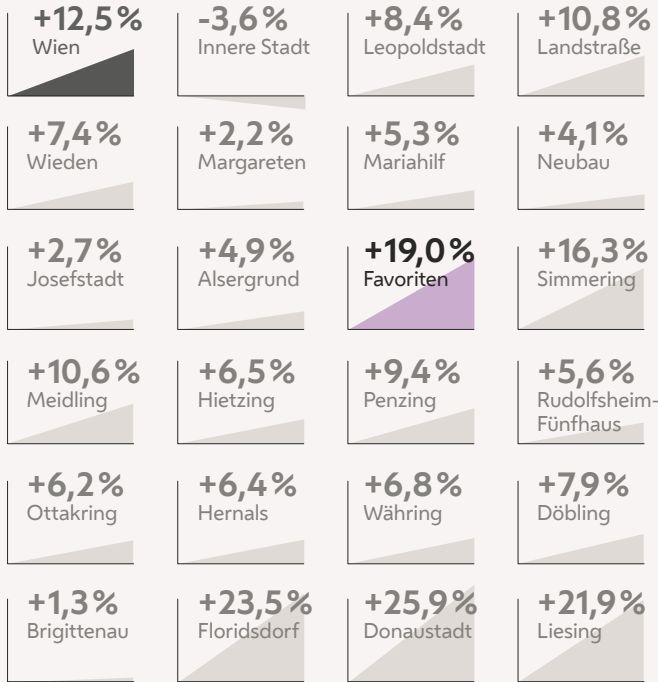 +12,5 %
Wien
-3,6 %
Innere Stadt
+8,4 %
Leopoldstadt
+10,8 %
Landstraße
+7,4 %
Wieden
+2,2 %
Margareten
+5,3 %
Mariahilf
+4,1 %
Neubau
+2,7 %
Josefstadt
+4,9 %
Alsergrund
+19,0 %
Favoriten
+16,3 %
Simmering
+10,6 %
Meidling
+6,5 %
Hietzing
+9,4 %
Penzing
+5,6 %
Rudolfsheim-
Fünfhaus
+6,2 %
Ottakring
+6,4 %
Hernals
+6,8 %
Währing
+7,9 %
Döbling
+1,3 %
Brigittenau
+23,5 %
Floridsdorf
+25,9 %
Donaustadt
+21,9 %
Liesing